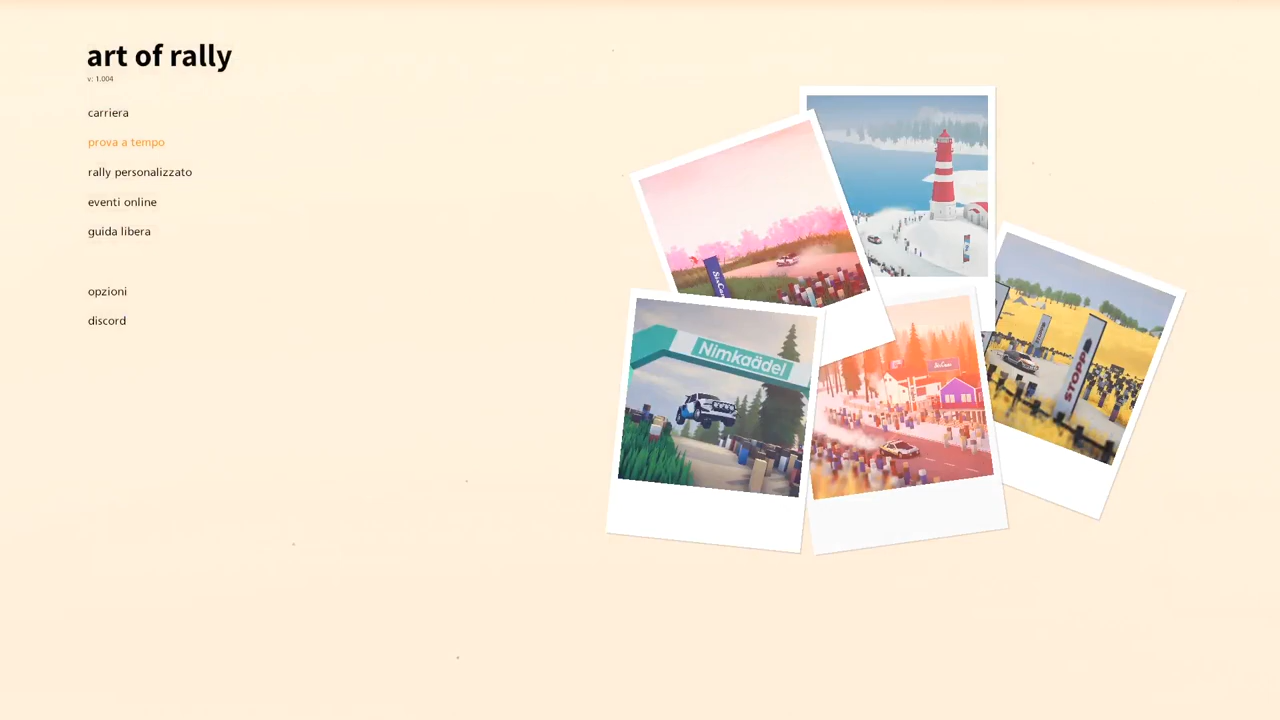 art of rally
v: 1.004
carriera
prova a tempo
rally personalizzato
eventi online
guida libera
opzioni
discord
Nimkaädel
STOPP